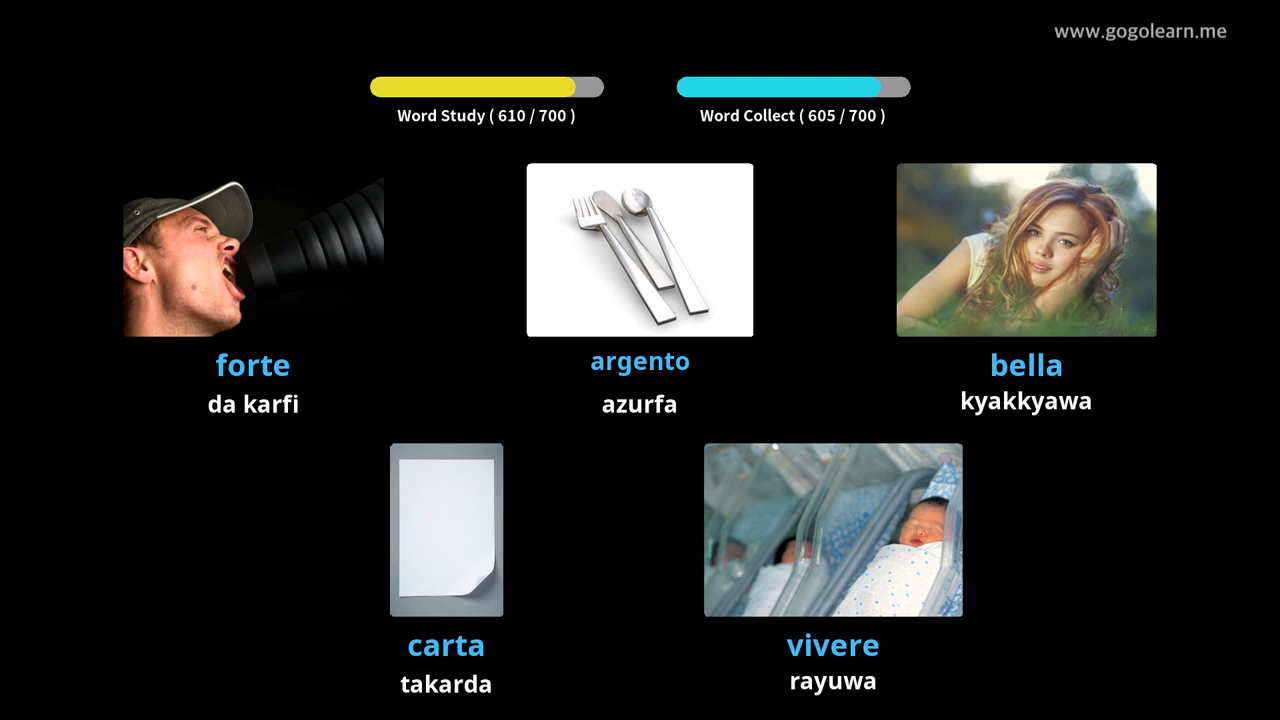 www.gogolearn.me
Word Study ( 610 / 700 )
Word Collect ( 605 / 700 )
forte
da karfi
argento
azurfa
bella
kyakkyawa
carta
takarda
vivere
rayuwa